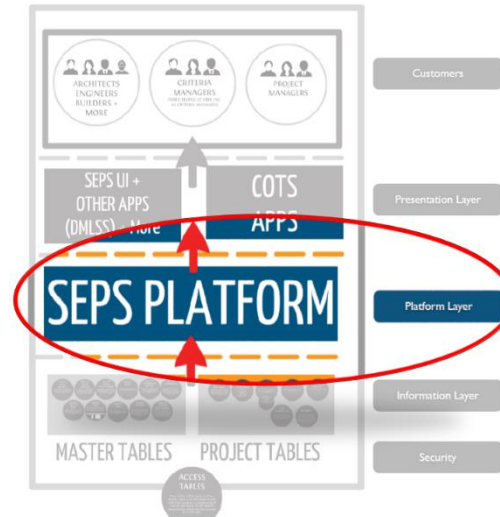 ARCHITECTS
ENGINEERS
BUILDERS +
MORE
CRITERIA
MANAGERS
PROJECT
MANAGERS
Customers
SEPS UI +
OTHER APPS
(DMLSS) + More
COTS
APPS
Presentation Layer
SEPS PLATFORM
Platform Layer
Information Layer
MASTER TABLES
PROJECT TABLES
Security
ACCESS
TABLES